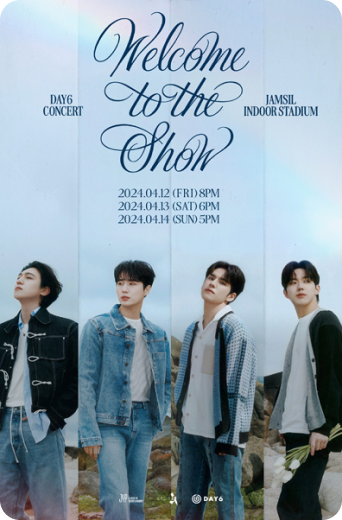 Welcome
to the
Show
DAY6
CONCERT
JAMSIL
INDOOR STADIUM
2024.04.12 (FRI) 8PM
2024.04.13 (SAT) 6PM
2024.04.14 (SUN) 5PM
DAY6